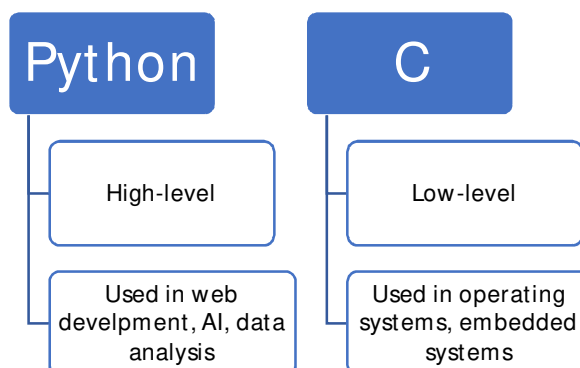 Python
High-level
Used in web
develpment, AI, data
analysis
C
Low-level
Used in operating
systems, embedded
systems